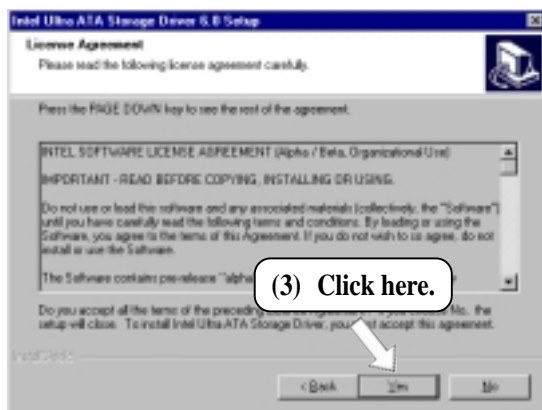 Intel Ultra ATA Storage Driver 6.0 Setup
License Agreement
Please read the following license agreement carefully.
Press the PAGE DOWN key to see the rest of the agreement.
INTEL SOFTWARE LICENSE AGREEMENT (Alpha / Beta, Organizational Use)
IMPORTANT - READ BEFORE COPYING, INSTALLING OR USING.
Do not use or load this software and any associated materials (collectively, the "Software")
until you have carefully read the following terms and conditions. By loading or using the
Software, you agree to the terms of this Agreement. If you do not wish to so agree, do not
install or use the Software.
The Software contains pre-release "alpha
(3) Click here.
Do you accept all the terms of the preceding No, the
setup will close. To install Intel Ultra ATA Storage Driver, you must accept this agreement.
InstallShield
< Back Yes No